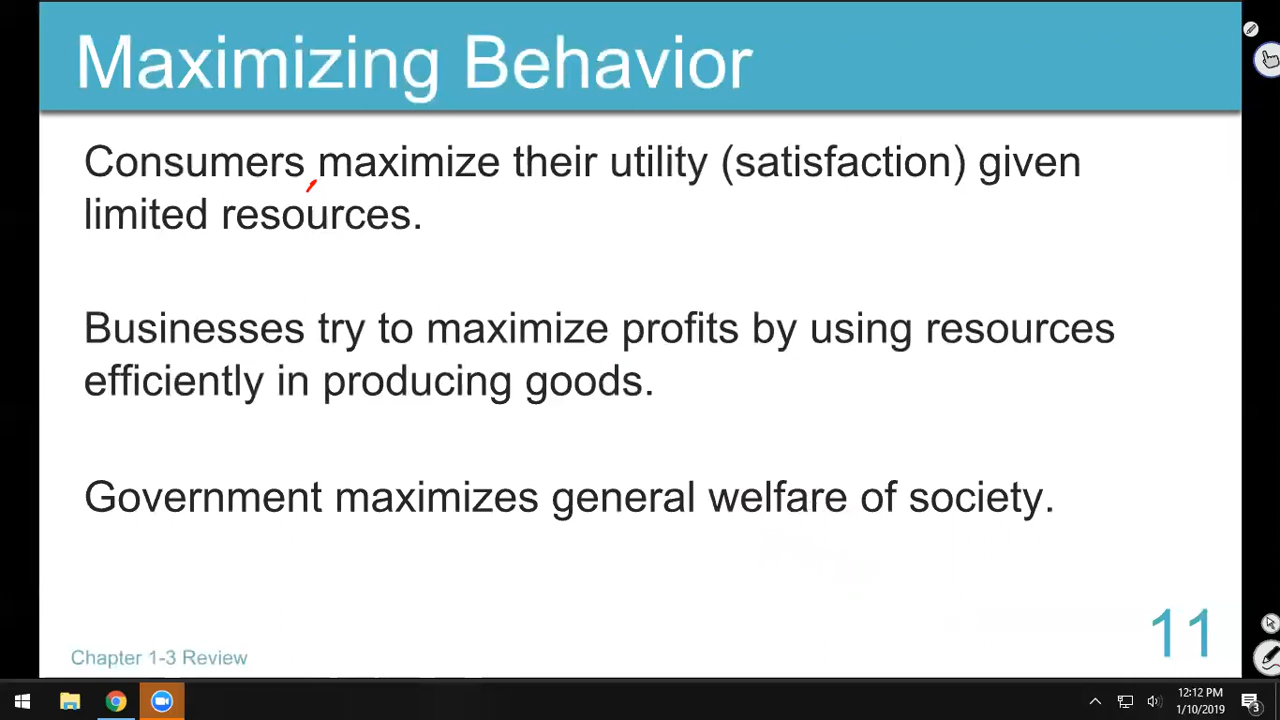 Maximizing Behavior
Consumers maximize their utility (satisfaction) given
limited resources.
Businesses try to maximize profits by using resources
efficiently in producing goods.
Government maximizes general welfare of society.
11
Chapter 1-3 Review
12:12 PM
1/10/2019
3